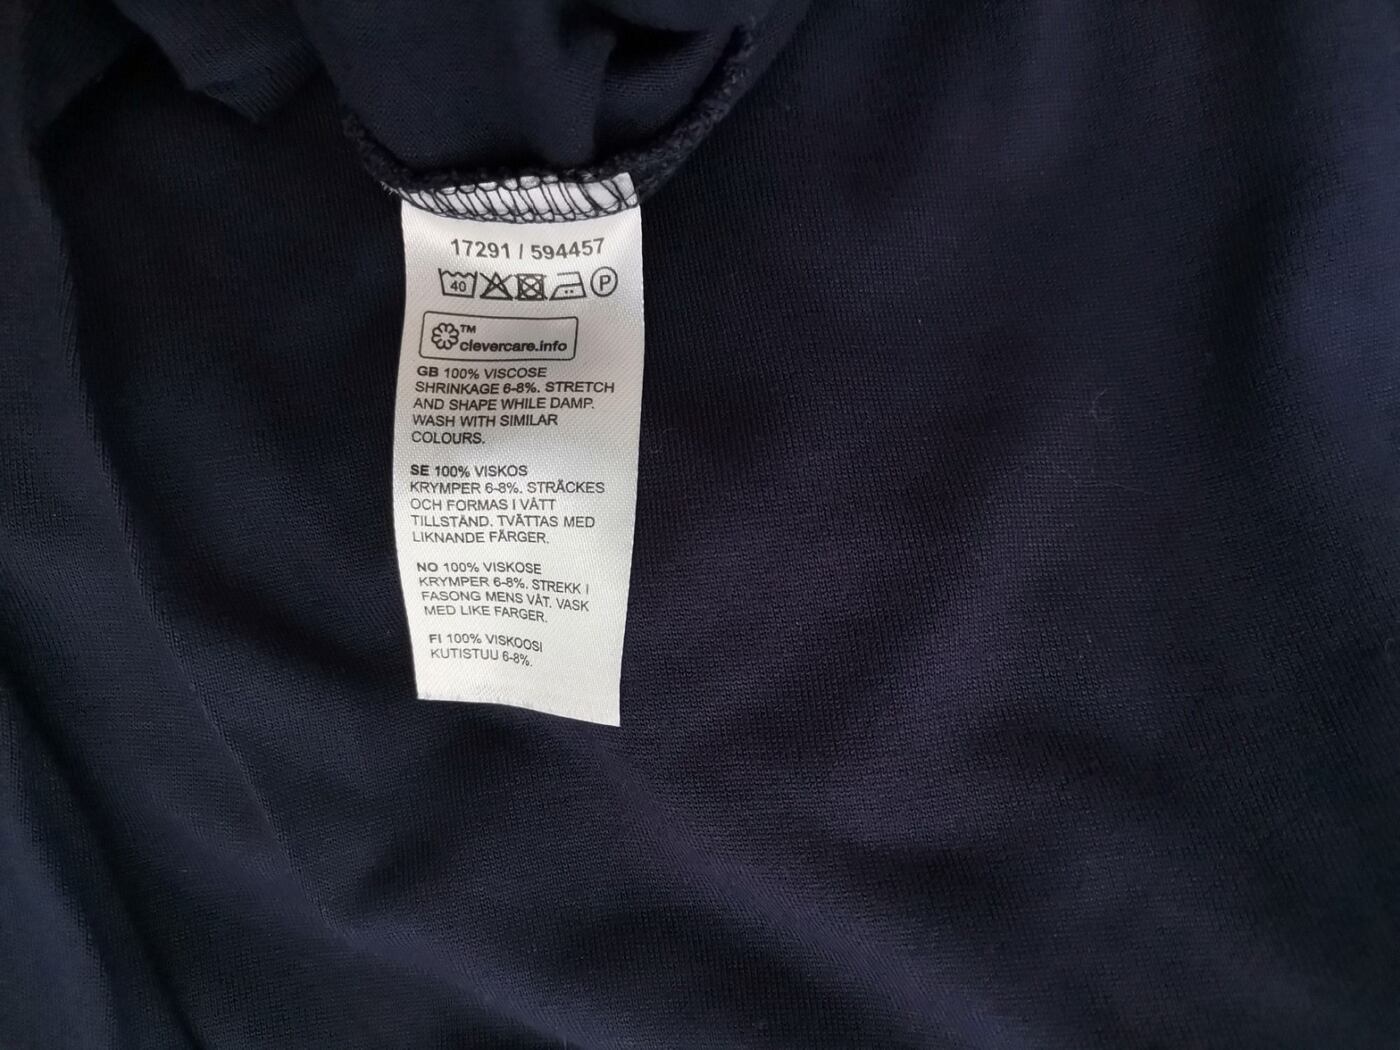 17291 / 594457
40 P
TM
clevercare.info
GB 100% VISCOSE
SHRINKAGE 6-8%. STRETCH
AND SHAPE WHILE DAMP.
WASH WITH SIMILAR
COLOURS.
SE 100% VISKOS
KRYMPER 6-8%. STRÄCKES
OCH FORMAS I VÅTT
TILLSTÅND. TVÄTTAS MED
LIKNANDE FÄRGER.
NO 100% VISKOSE
KRYMPER 6-8%. STREKK I
FASONG MENS VÅT. VASK
MED LIKE FARGER.
FI 100% VISKOOSI
KUTISTUU 6-8%.